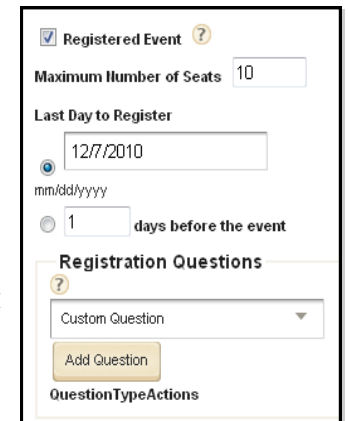 Registered Event ?
Maximum Number of Seats 10
Last Day to Register
12/7/2010
mm/dd/yyyy
1 days before the event
Registration Questions
?
Custom Question
Add Question
QuestionTypeActions